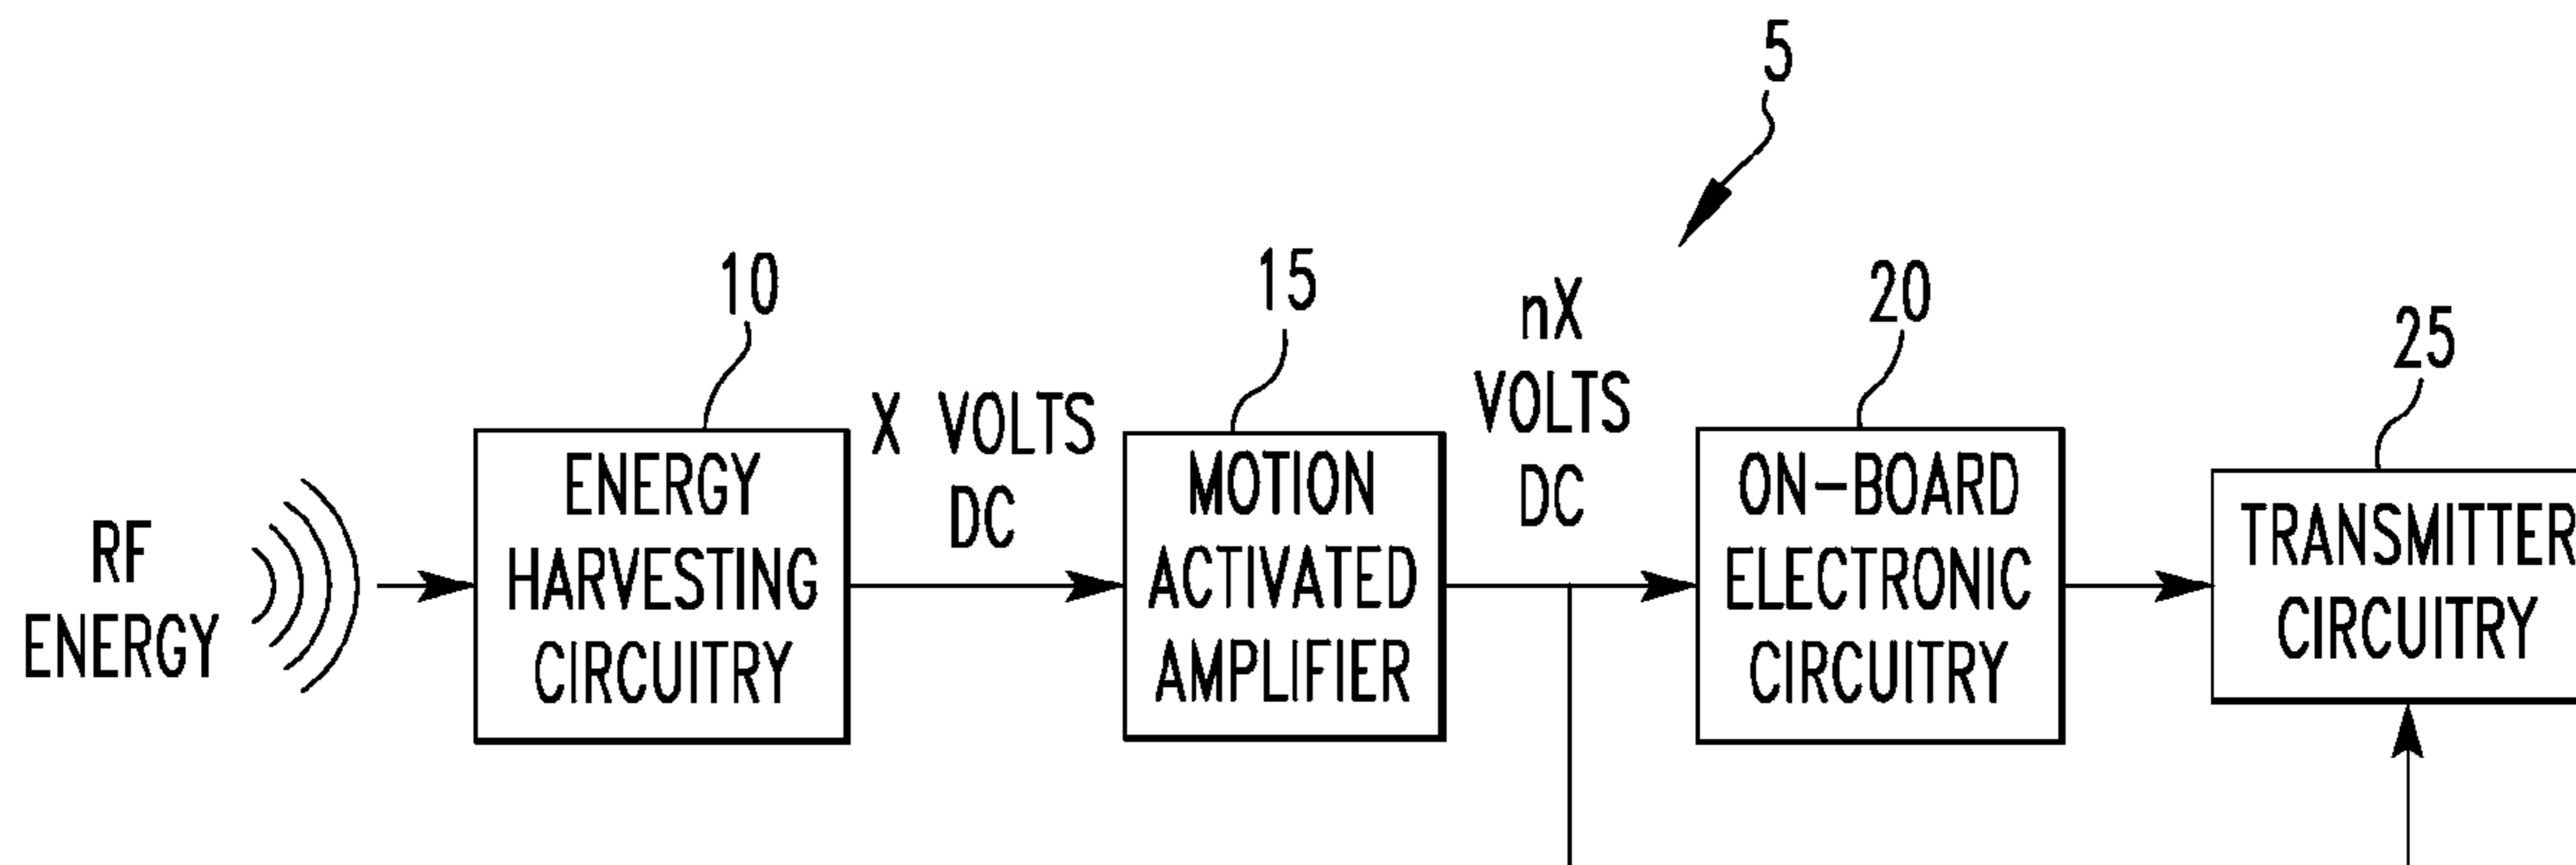 5
10
15
20
25
RF
ENERGY
ENERGY
HARVESTING
CIRCUITRY
X VOLTS
DC
MOTION
ACTIVATED
AMPLIFIER
nX
VOLTS
DC
ON-BOARD
ELECTRONIC
CIRCUITRY
TRANSMITTER
CIRCUITRY